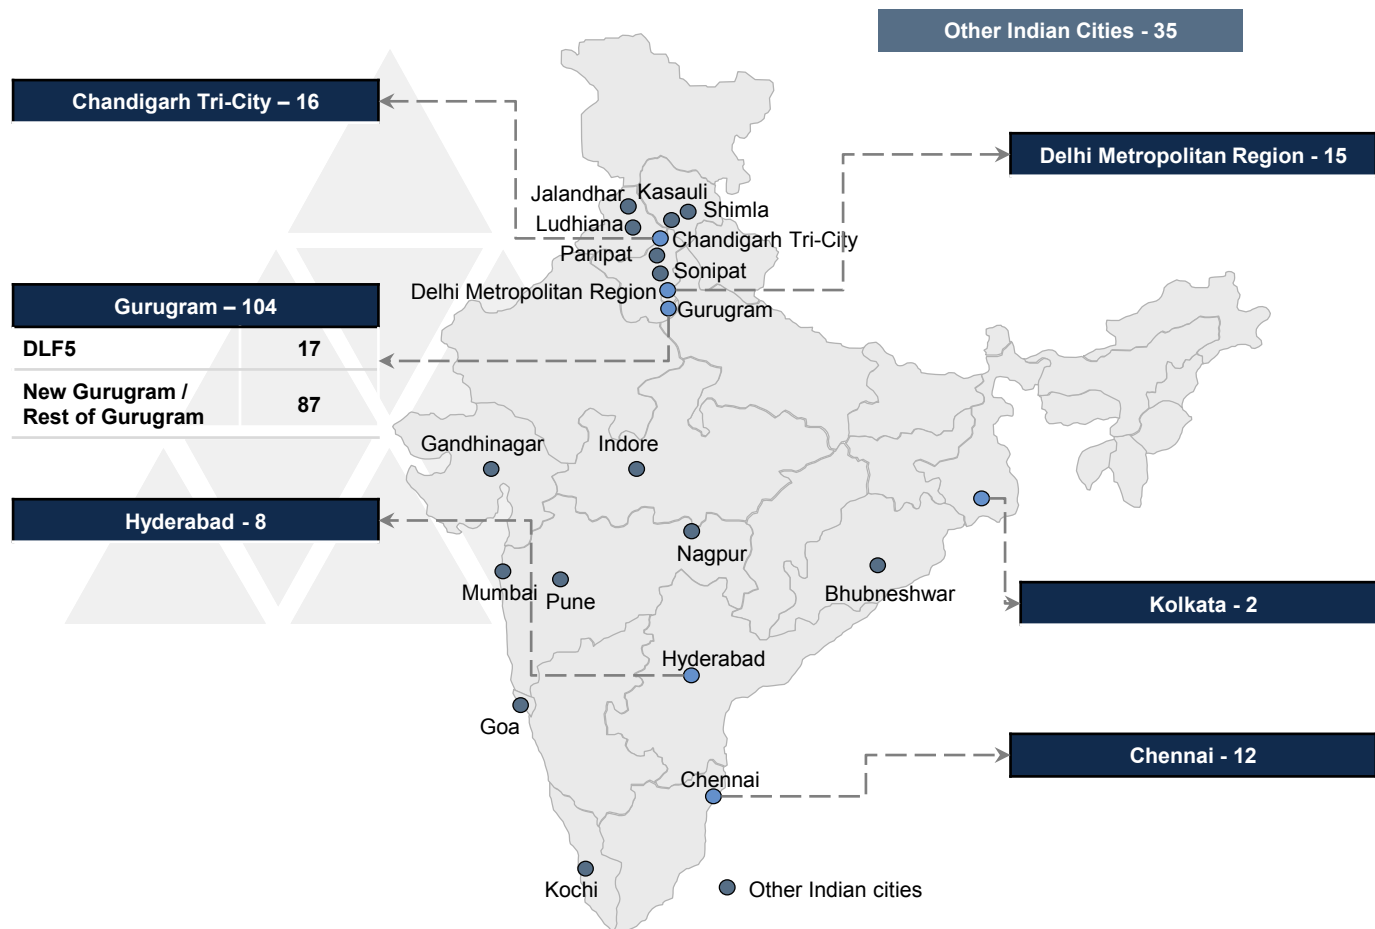 Other Indian Cities - 35
Chandigarh Tri-City – 16
Delhi Metropolitan Region - 15
Jalandhar
Kasauli
Shimla
Ludhiana
Chandigarh Tri-City
Panipat
Sonipat
Delhi Metropolitan Region
Gurugram
Gurugram – 104
DLF5 17
New Gurugram /
Rest of Gurugram 87
Gandhinagar
Indore
Hyderabad - 8
Nagpur
Mumbai
Pune
Bhubneshwar
Kolkata - 2
Hyderabad
Goa
Chennai - 12
Chennai
Kochi
Other Indian cities